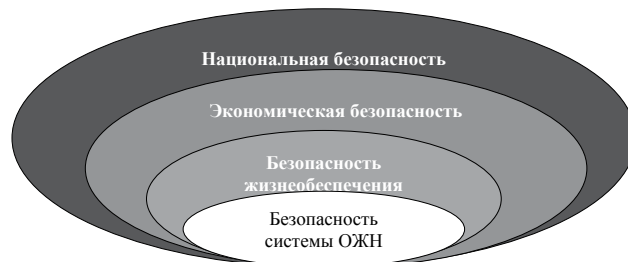 Национальная безопасность
Экономическая безопасность
Безопасность
жизнеобеспечения
Безопасность
системы ОЖН